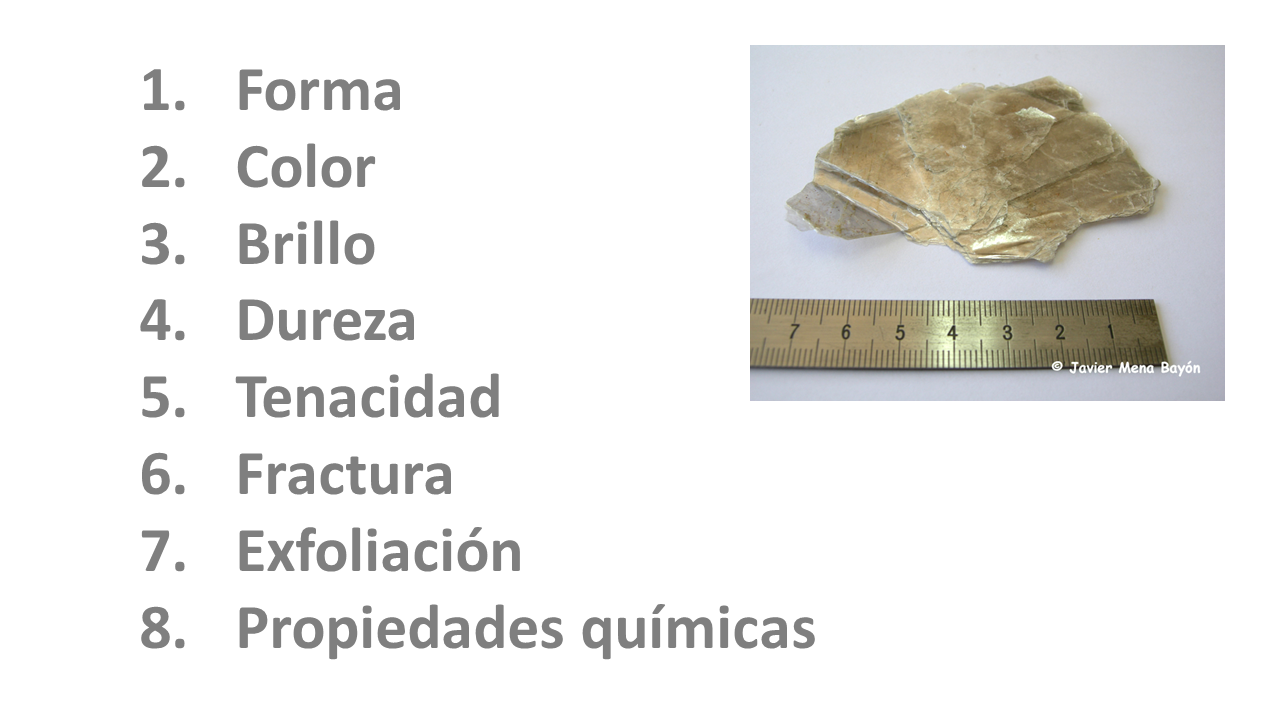 1. Forma
2. Color
3. Brillo
4. Dureza
5. Tenacidad
6. Fractura
7. Exfoliación
8. Propiedades químicas
7 6 5 4 3 2 1
© Javier Mena Bayón